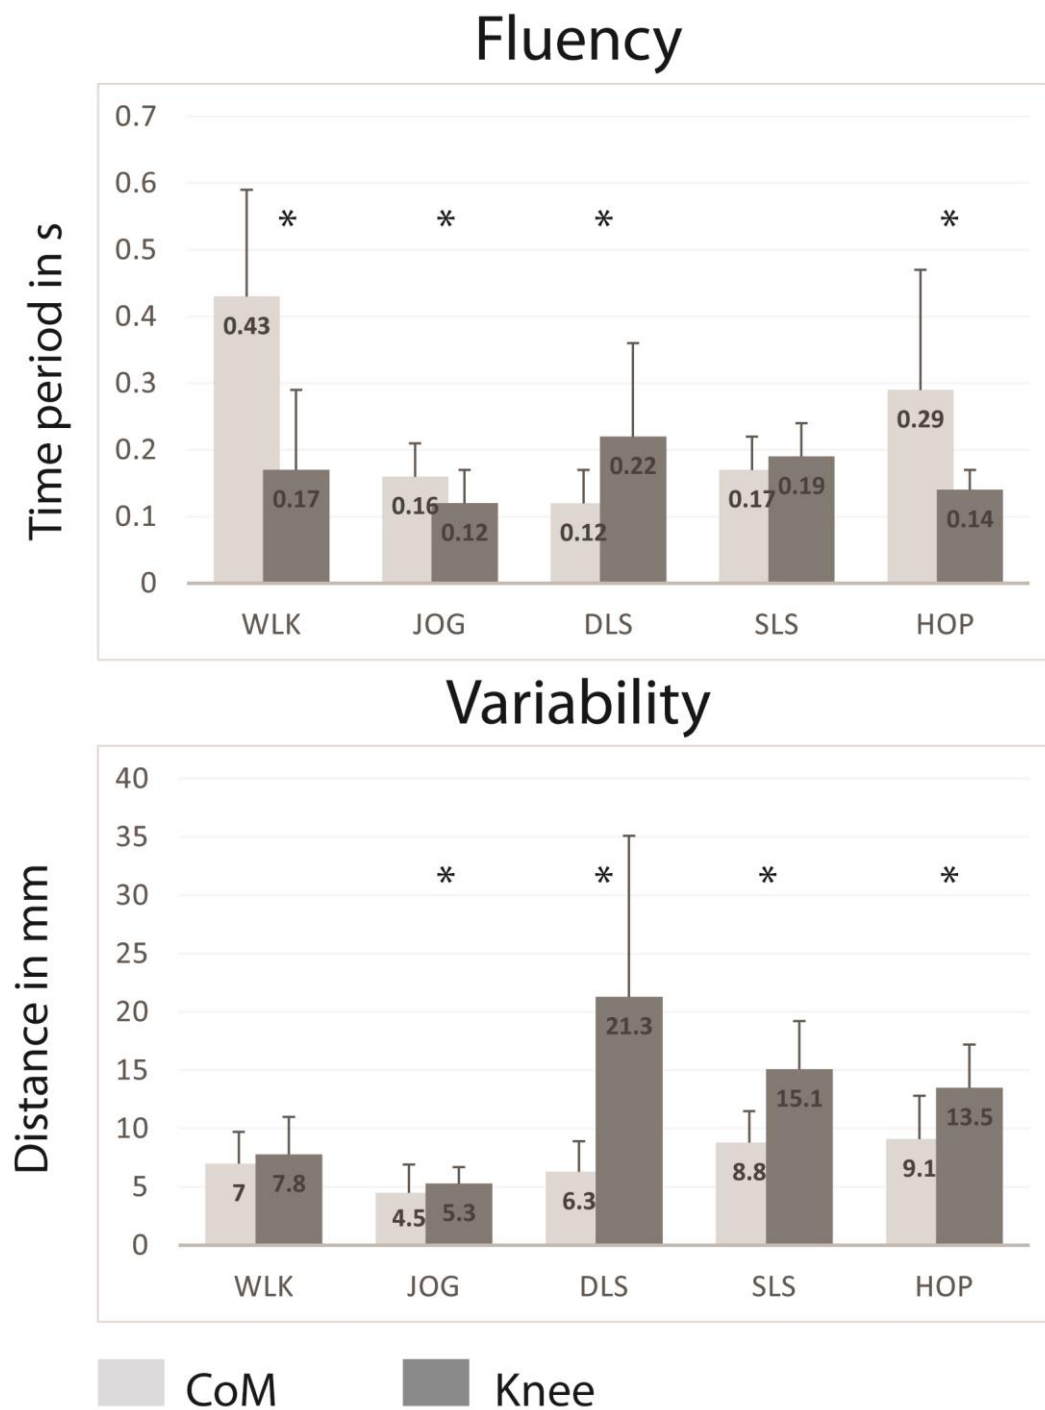 Fluency
Time period in s
0.7
0.6
0.5
0.4
0.3
0.2
0.1
0
* * * *
0.43 0.17 0.16 0.12 0.12 0.22 0.17 0.19 0.29 0.14
WLK JOG DLS SLS HOP
Variability
Distance in mm
40
35
30
25
20
15
10
5
0
* * * *
7 7.8 4.5 5.3 6.3 21.3 8.8 15.1 9.1 13.5
WLK JOG DLS SLS HOP
CoM Knee